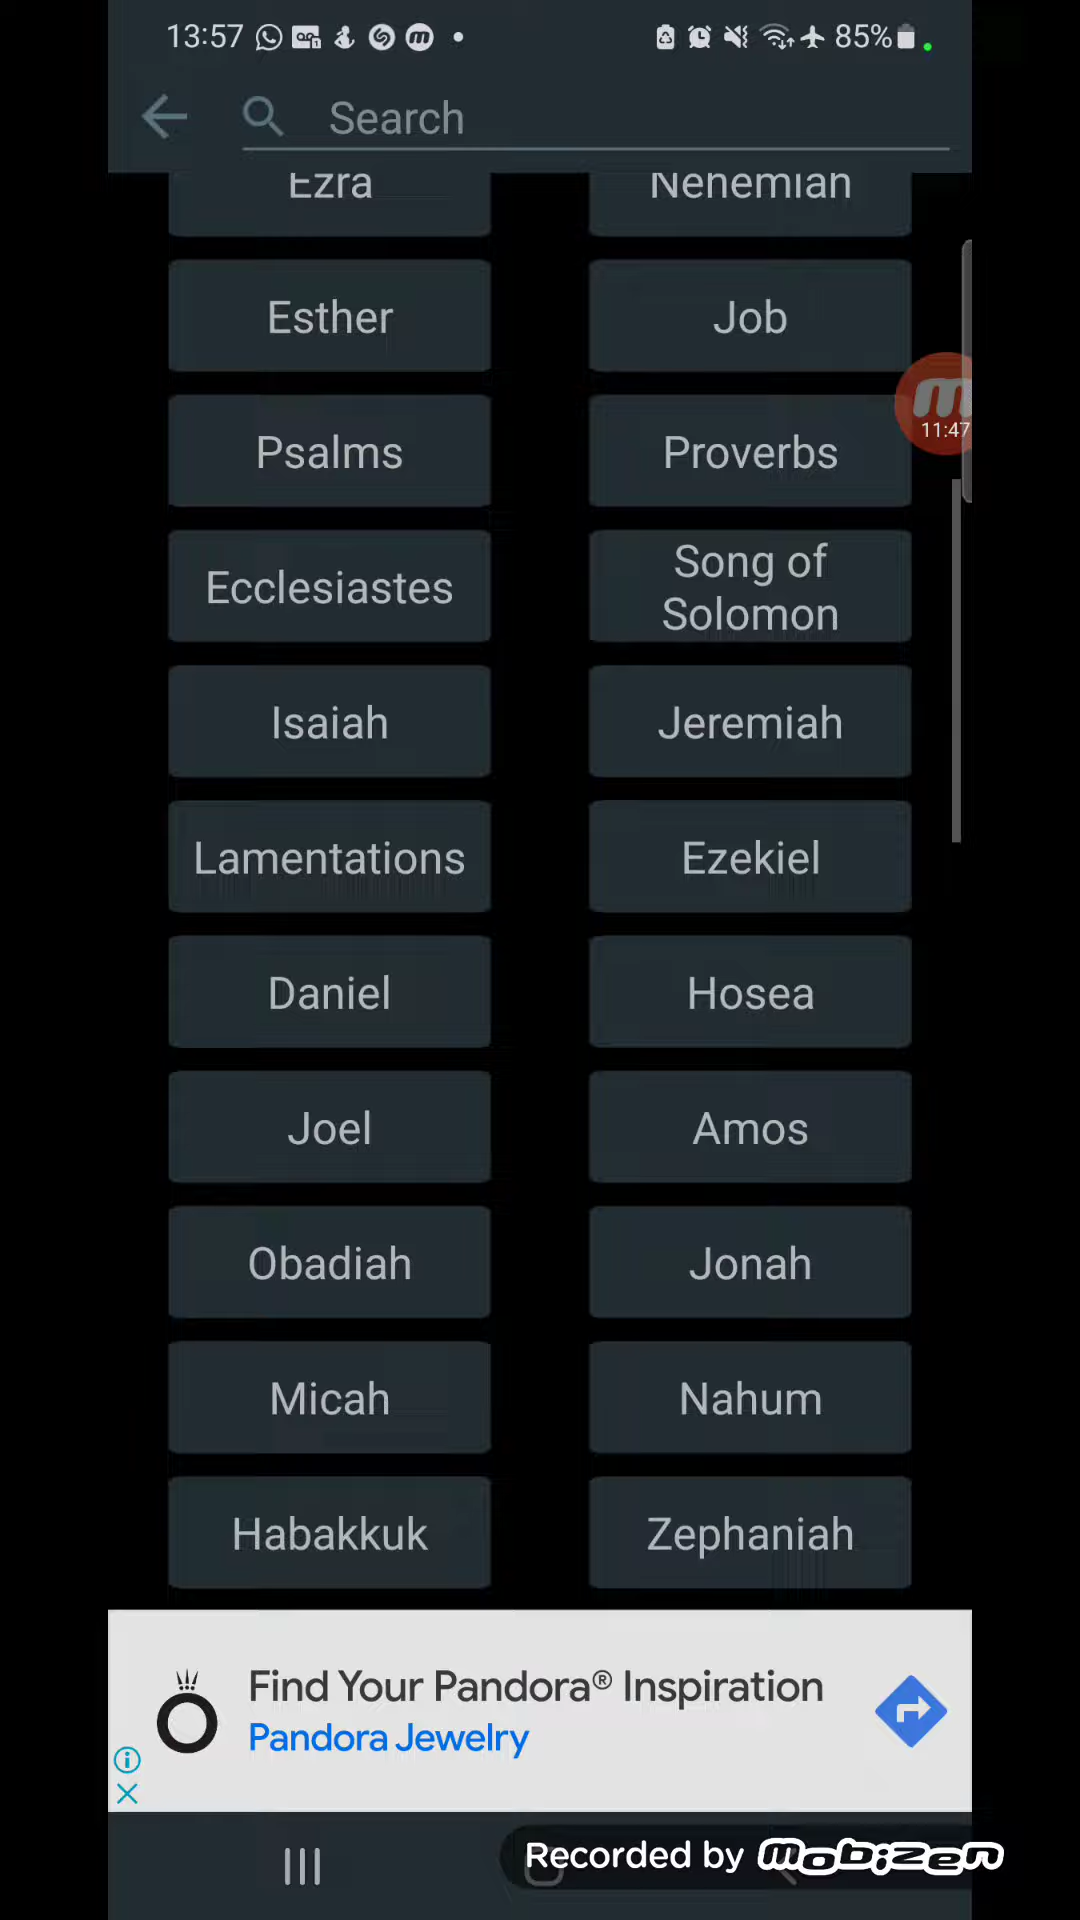 13:57
85%
Search
Ezra
Nehemiah
Esther
Job
m
11:47
Psalms
Proverbs
Ecclesiastes
Song of
Solomon
Isaiah
Jeremiah
Lamentations
Ezekiel
Daniel
Hosea
Joel
Amos
Obadiah
Jonah
Micah
Nahum
Habakkuk
Zephaniah
Find Your Pandora® Inspiration
Pandora Jewelry
Recorded by mobizen